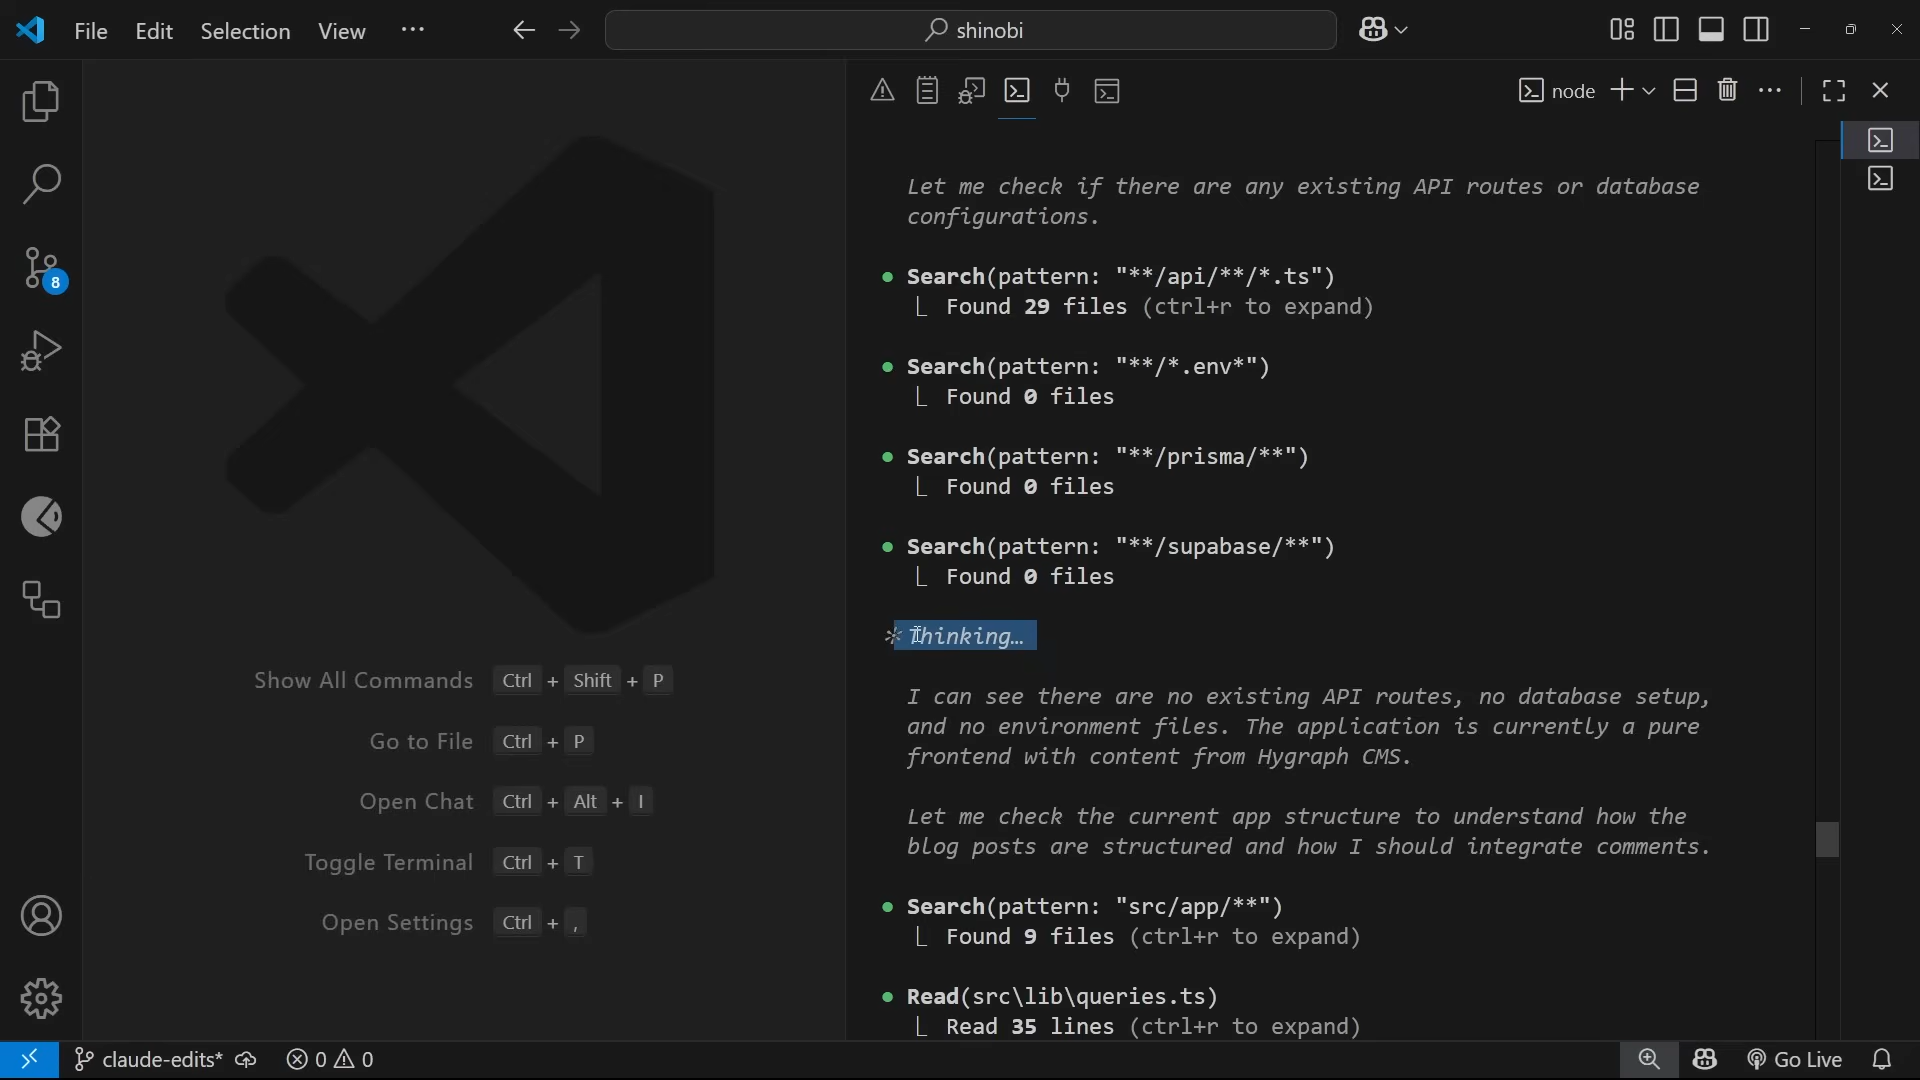 File Edit Selection View ···
shinobi
node
Let me check if there are any existing API routes or database
configurations.
Search(pattern: "**/api/**/*.ts")
Found 29 files (ctrl+r to expand)
Search(pattern: "**/*.env*")
Found 0 files
Search(pattern: "**/prisma/**")
Found 0 files
Search(pattern: "**/supabase/**")
Found 0 files
Thinking…
I can see there are no existing API routes, no database setup,
and no environment files. The application is currently a pure
frontend with content from Hygraph CMS.
Let me check the current app structure to understand how the
blog posts are structured and how I should integrate comments.
Search(pattern: "src/app/**")
Found 9 files (ctrl+r to expand)
Read(src\lib\queries.ts)
Read 35 lines (ctrl+r to expand)
8
Show All Commands Ctrl + Shift + P
Go to File Ctrl + P
Open Chat Ctrl + Alt + I
Toggle Terminal Ctrl + T
Open Settings Ctrl + ,
claude-edits* 0 0 Go Live